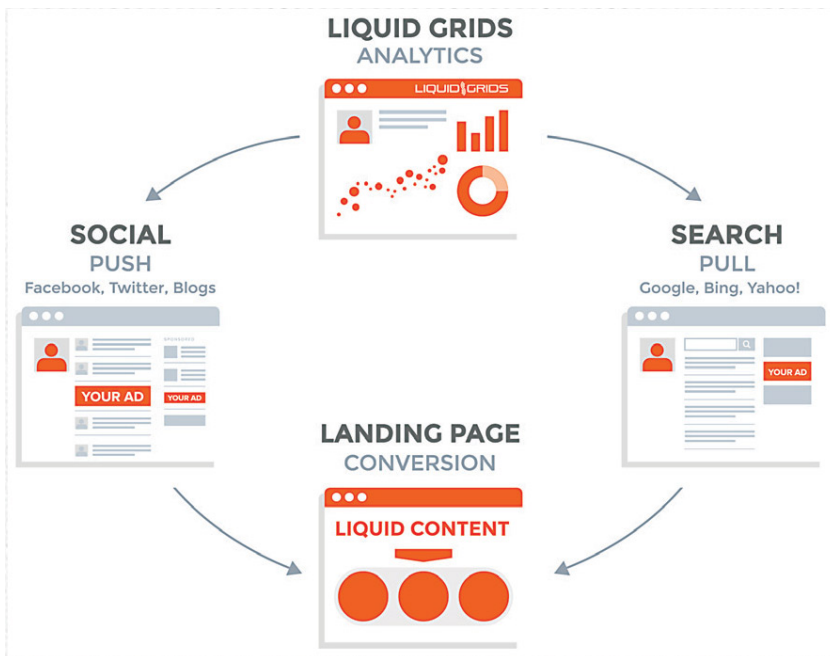 LIQUID GRIDS
ANALYTICS
LIQUID GRIDS
SOCIAL
PUSH
Facebook, Twitter, Blogs
SPONSORED
YOUR AD
YOUR AD
SEARCH
PULL
Google, Bing, Yahoo!
YOUR AD
LANDING PAGE
CONVERSION
LIQUID CONTENT